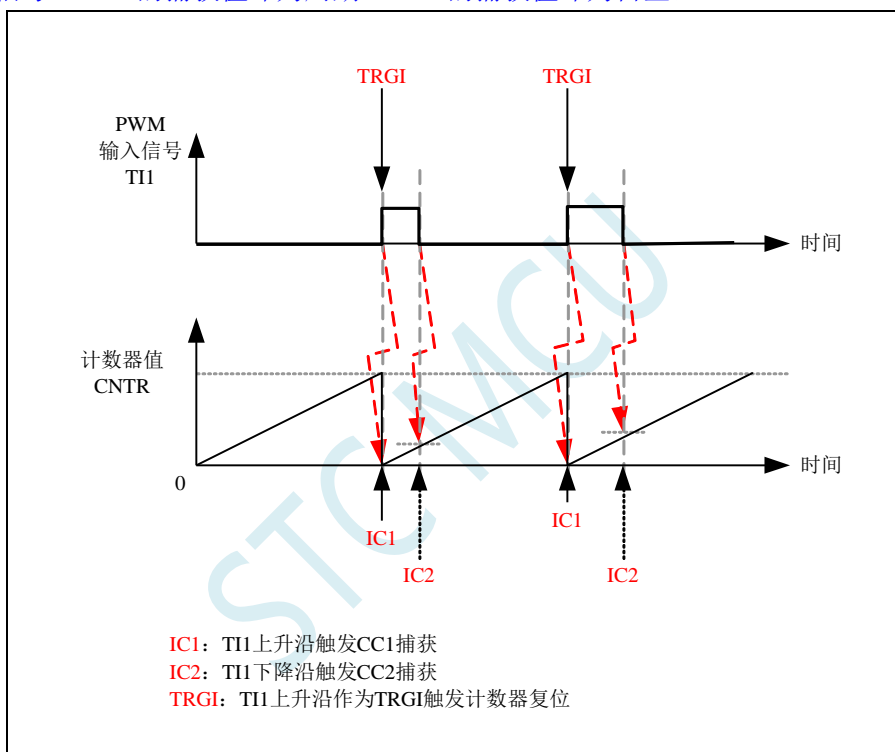 TRGI TRGI
PWM
输入信号
TI1
时间
计数器值
CNTR
0
时间
IC1 IC1
IC2 IC2
STC MCU
IC1：TI1上升沿触发CC1捕获
IC2：TI1下降沿触发CC2捕获
TRGI：TI1上升沿作为TRGI触发计数器复位